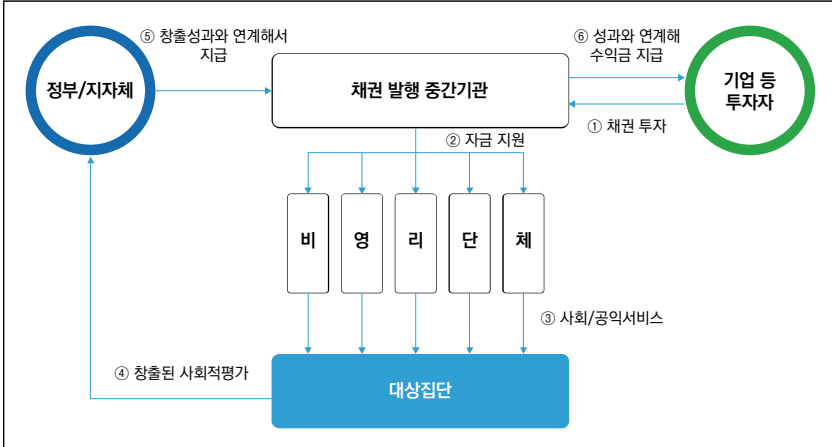 ⑤ 창출성과와 연계해서
지급
⑥ 성과와 연계해
수익금 지급
정부/지자체
채권 발행 중간기관
기업 등
투자자
① 채권 투자
② 자금 지원
비 영 리 단 체
③ 사회/공익서비스
④ 창출된 사회적평가
대상집단